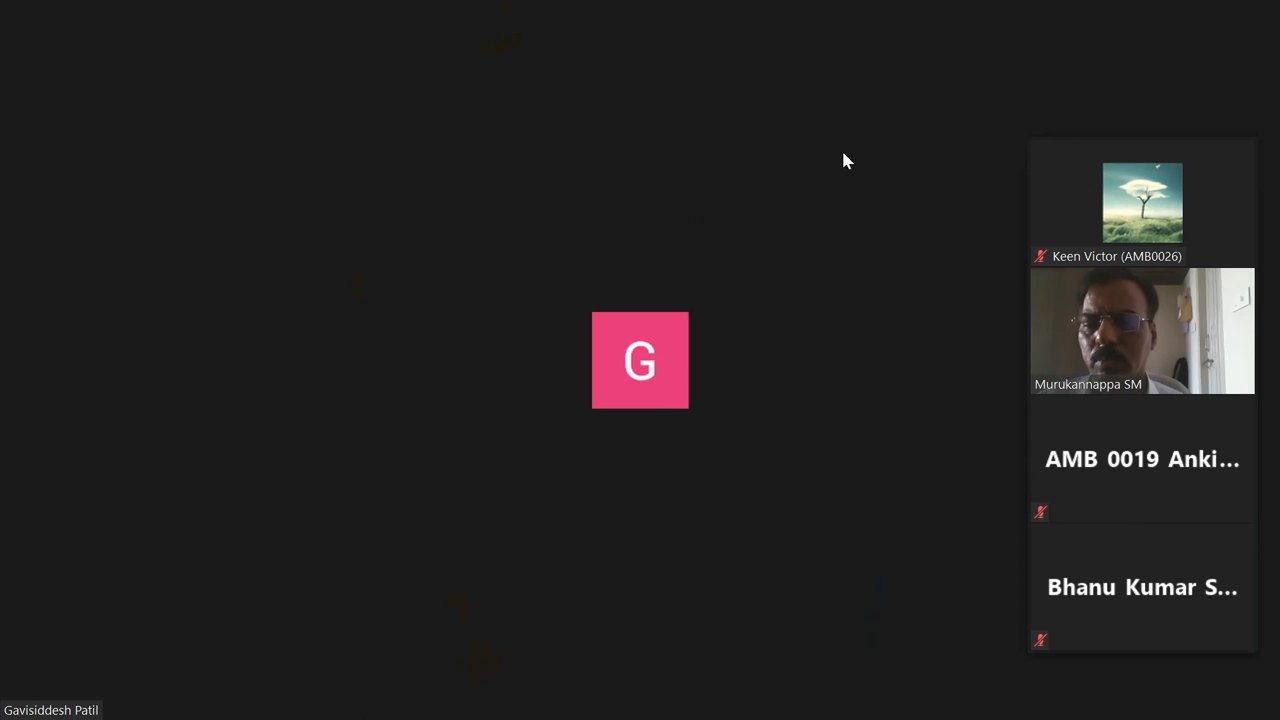 G
Keen Victor (AMB0026)
Murukannappa SM
AMB 0019 Anki...
Bhanu Kumar S...
Gavisiddesh Patil